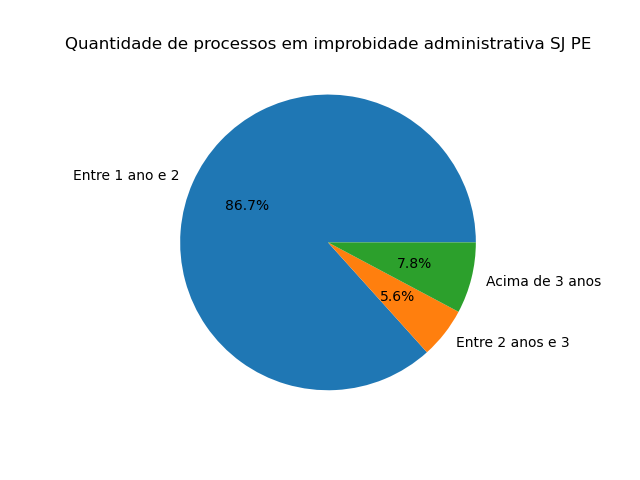 Quantidade de processos em improbidade administrativa SJ PE
Entre 1 ano e 2
86.7%
7.8%
Acima de 3 anos
5.6%
Entre 2 anos e 3